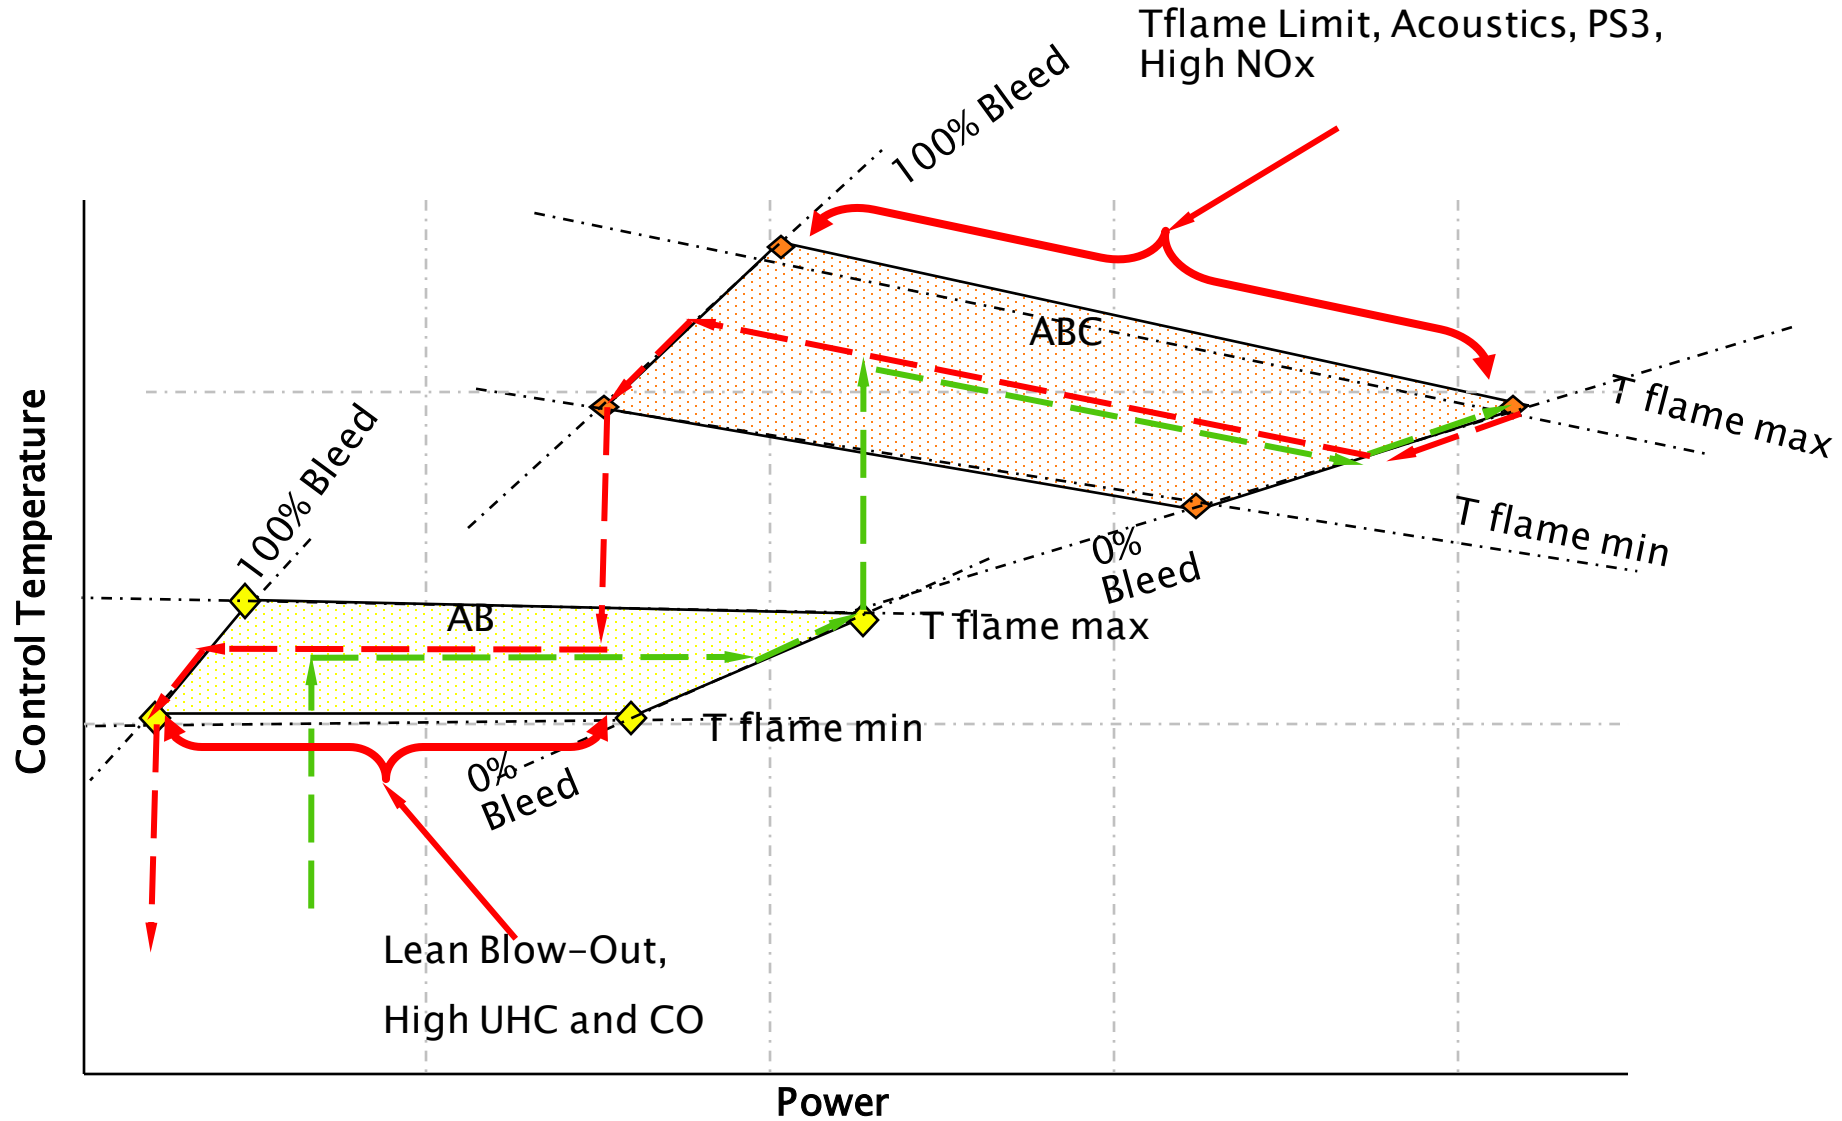 Tflame Limit, Acoustics, PS3,
High NOx
100% Bleed
ABC
T flame max
T flame min
0%
Bleed
100% Bleed
AB
T flame max
T flame min
0%
Bleed
Lean Blow-Out,
High UHC and CO
Control Temperature
Power